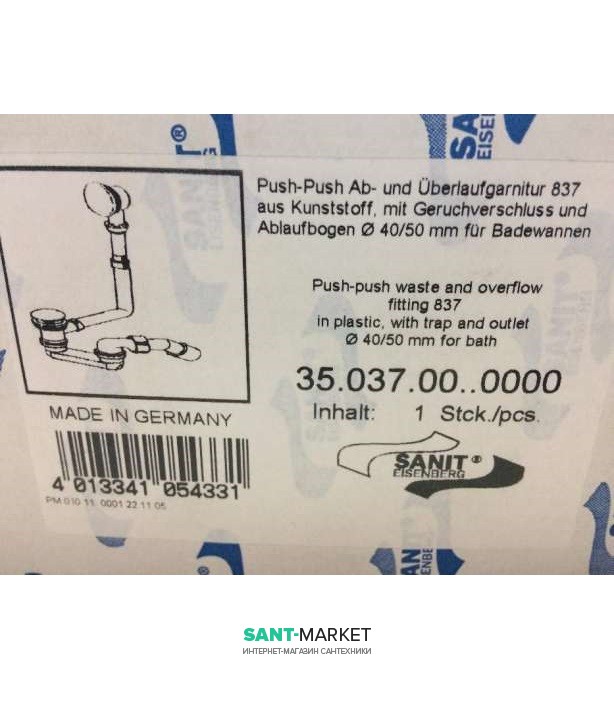 Push-Push Ab- und Überlaufgarnitur 837
aus Kunststoff, mit Geruchverschluss und
Ablaufbogen Ø 40/50 mm für Badewannen
Push-push waste and overflow
fitting 837
in plastic, with trap and outlet
Ø 40/50 mm for bath
35.037.00..0000
Inhalt: 1 Stck./pcs.
MADE IN GERMANY
4 013341 054331
PM 010 11 0001 22 11 05
SANIT®
EISENBERG
SANT-MARKET
ИНТЕРНЕТ-МАГАЗИН САНТЕХНИКИ